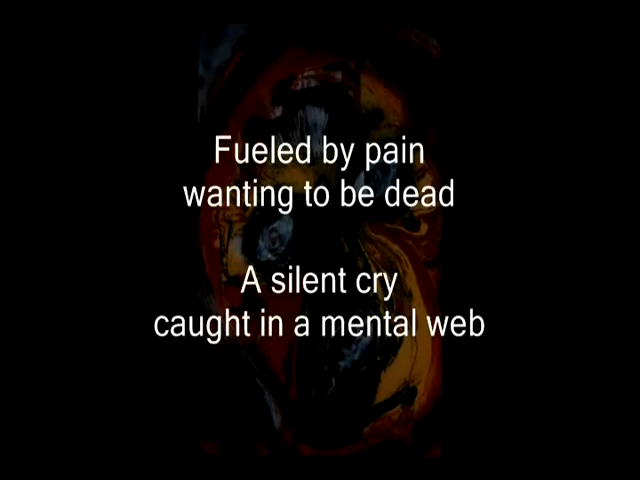 Fueled by pain
wanting to be dead
A silent cry
caught in a mental web